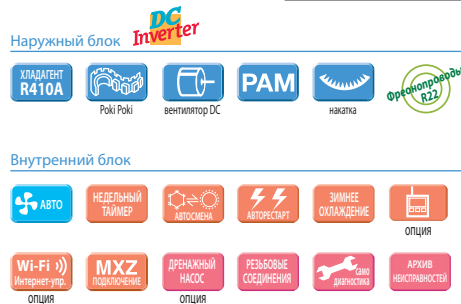 DC
Inverter
Наружный блок
ХЛАДАГЕНТ
R410A
Poki Poki
вентилятор DC
PAM
накатка
Фреонопроводы
R22
Внутренний блок
АВТО
НЕДЕЛЬНЫЙ
ТАЙМЕР
АВТОСМЕНА
АВТОРЕСТАРТ
ЗИМНЕЕ
ОХЛАЖДЕНИЕ
опция
Wi-Fi
Интернет-упр.
опция
MXZ
ПОДКЛЮЧЕНИЕ
ДРЕНАЖНЫЙ
НАСОС
опция
РЕЗЬБОВЫЕ
СОЕДИНЕНИЯ
само
диагностика
АРХИВ
НЕИСПРАВНОСТЕЙ